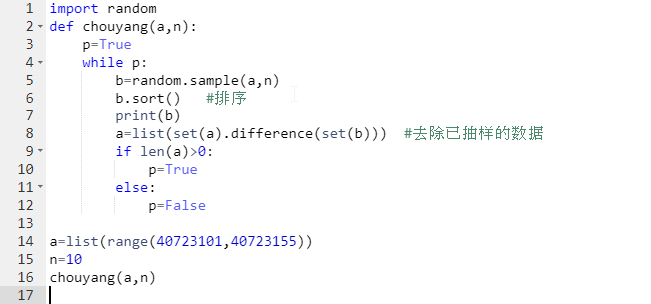 1 import random
2 def chouyang(a,n):
3     p=True
4     while p:
5         b=random.sample(a,n)
6         b.sort()   #排序
7         print(b)
8         a=list(set(a).difference(set(b)))  #去除已抽样的数据
9         if len(a)>0:
10             p=True
11         else:
12             p=False
13
14 a=list(range(40723101,40723155))
15 n=10
16 chouyang(a,n)
17